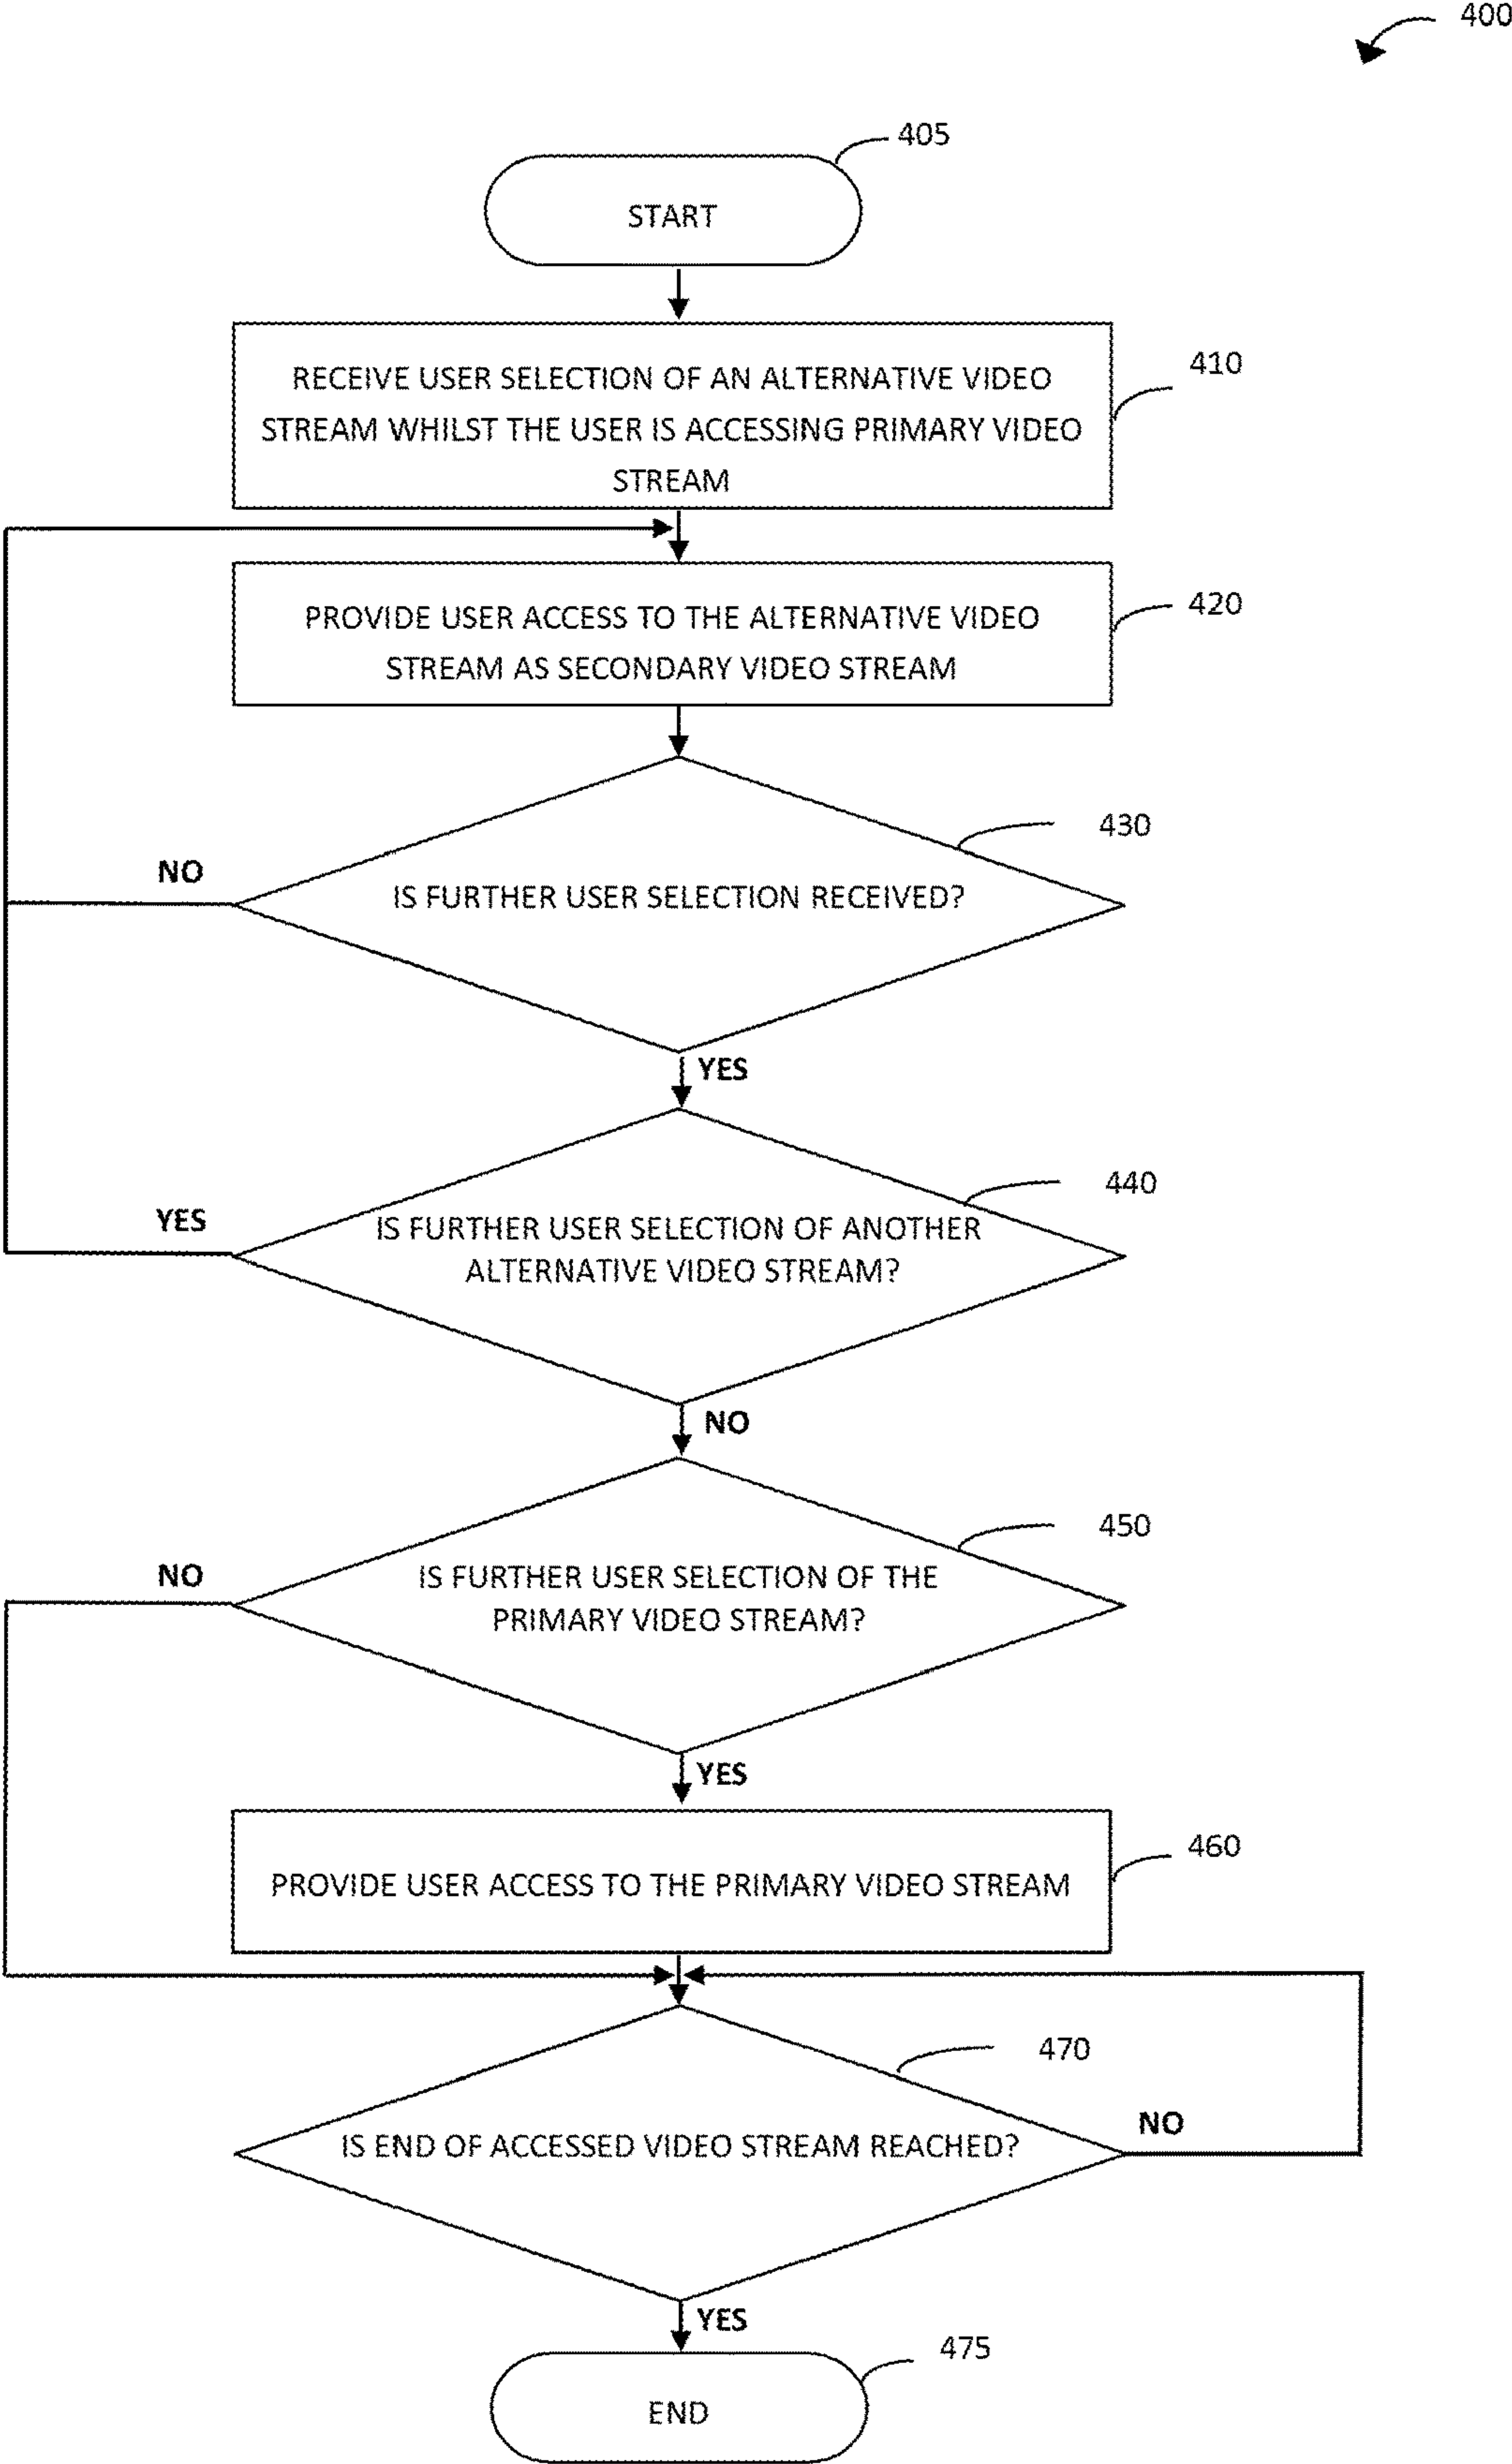 400
405
START
RECEIVE USER SELECTION OF AN ALTERNATIVE VIDEO
STREAM WHILST THE USER IS ACCESSING PRIMARY VIDEO
STREAM
410
PROVIDE USER ACCESS TO THE ALTERNATIVE VIDEO
STREAM AS SECONDARY VIDEO STREAM
420
430
NO
IS FURTHER USER SELECTION RECEIVED?
YES
440
YES
IS FURTHER USER SELECTION OF ANOTHER
ALTERNATIVE VIDEO STREAM?
NO
450
NO
IS FURTHER USER SELECTION OF THE
PRIMARY VIDEO STREAM?
YES
460
PROVIDE USER ACCESS TO THE PRIMARY VIDEO STREAM
470
NO
IS END OF ACCESSED VIDEO STREAM REACHED?
YES
475
END